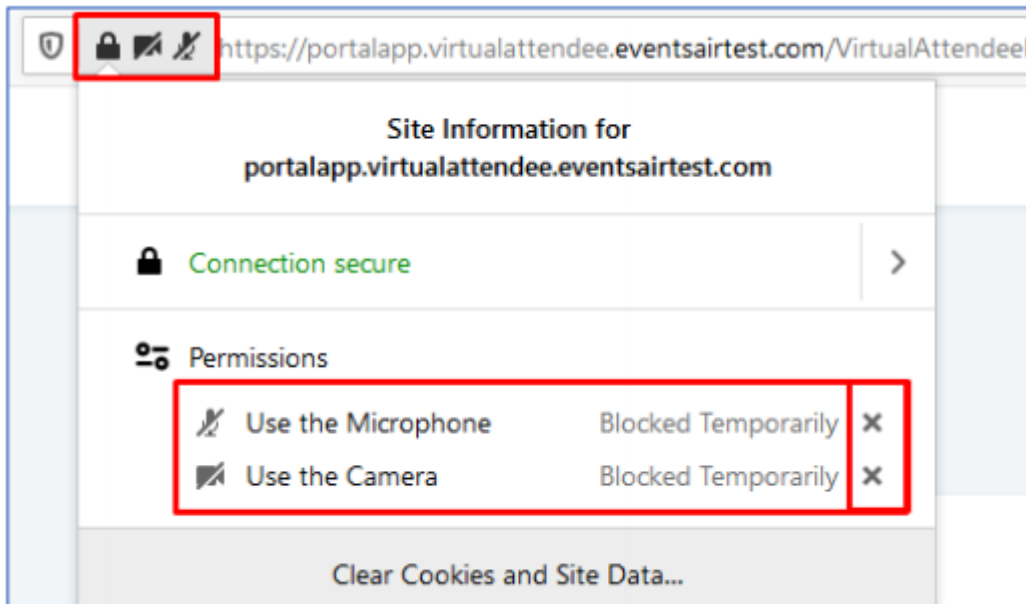 https://portalapp.virtualattendee.eventsairtest.com/VirtualAttendee
Site Information for
portalapp.virtualattendee.eventsairtest.com
Connection secure
Permissions
Use the Microphone Blocked Temporarily
Use the Camera Blocked Temporarily
Clear Cookies and Site Data...